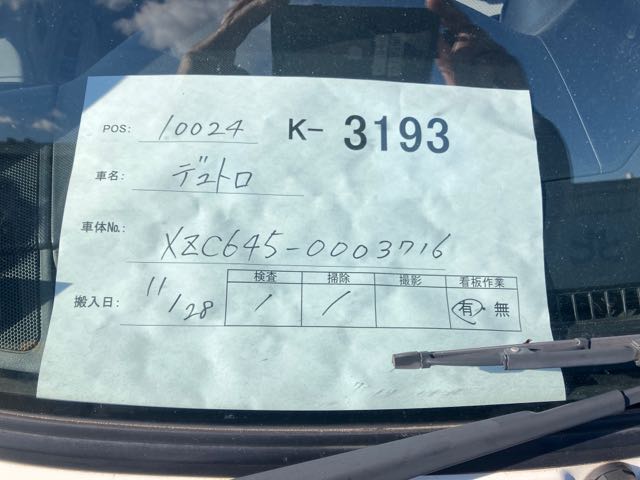 POS: 10024 K- 3193
車名: デュトロ
車体No.: XZC645-0003716
検査 掃除 撮影 看板作業
搬入日: 11/28 / / 有・無